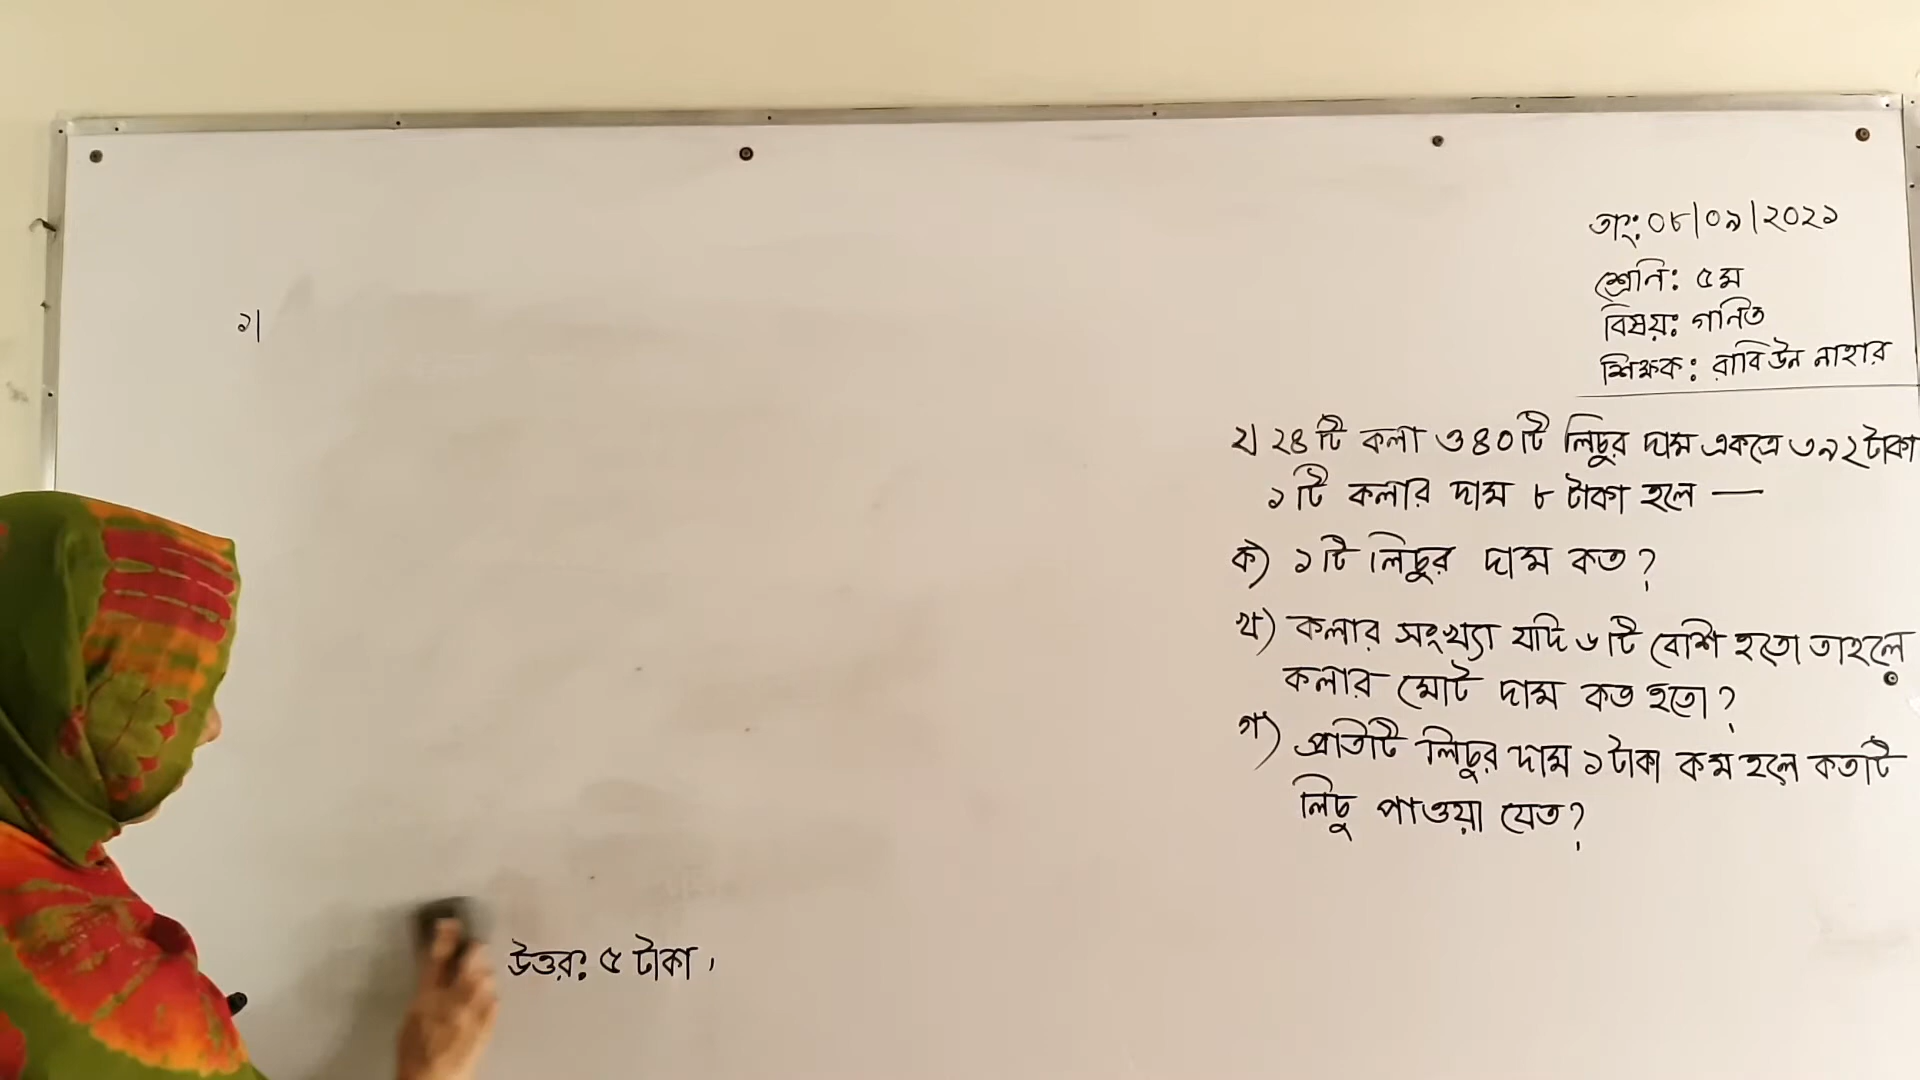 তাং: ০৮/০৯/২০২১
শ্রেনি: ৫ম
বিষয়: গনিত
শিক্ষক: রাবিউন নাহার
১।
২। ২৪টি কলা ও ৪০টি লিচুর দাম একত্রে ৩৯২ টাকা
১টি কলার দাম ৮ টাকা হলে —
ক) ১টি লিচুর দাম কত?
খ) কলার সংখ্যা যদি ৬টি বেশি হতো তাহলে
কলার মোট দাম কত হতো?
গ) প্রতিটি লিচুর দাম ১ টাকা কম হলে কতটি
লিচু পাওয়া যেত?
উত্তর: ৫ টাকা,